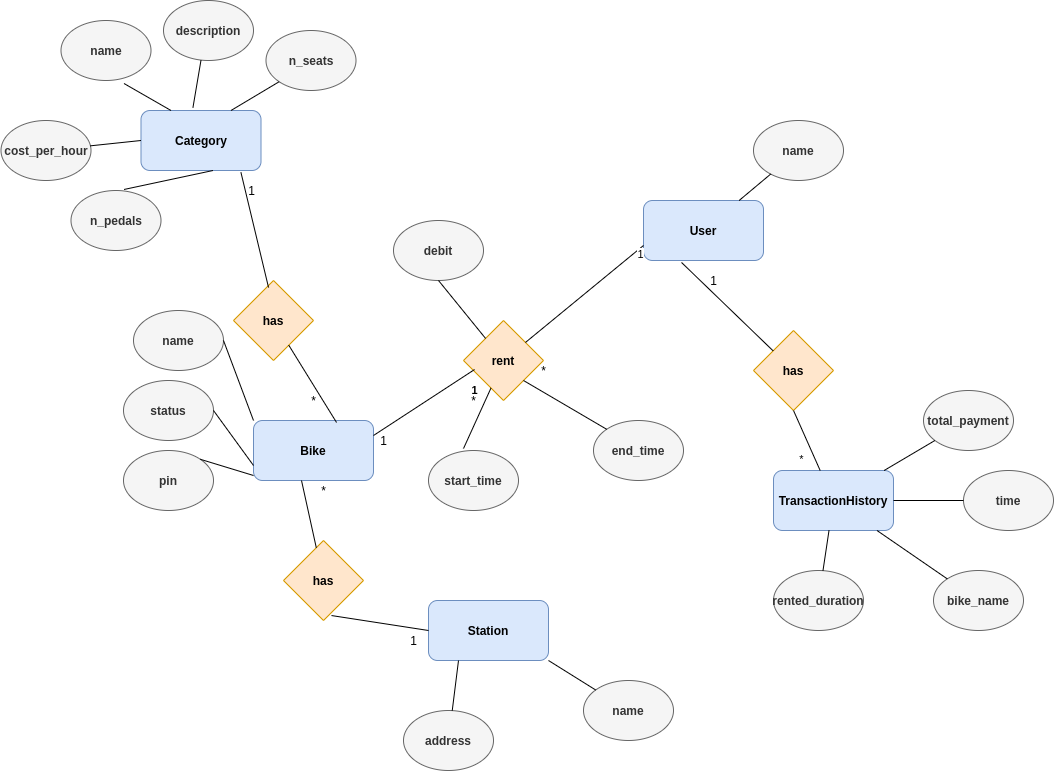 description
name
n_seats
Category
cost_per_hour
name
1
n_pedals
User
debit
1
1
has
name
rent
*
has
1
*
*
status
1
Bike
total_payment
end_time
*
pin
start_time
*
TransactionHistory
time
has
rented_duration
bike_name
Station
1
name
address